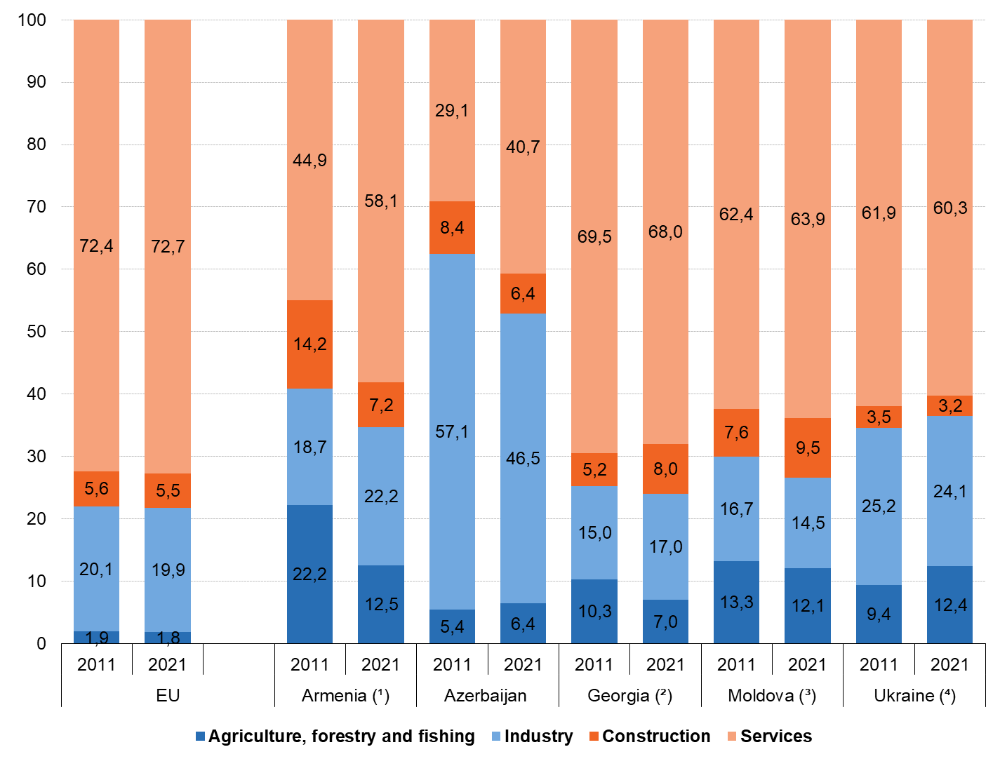 100
90
80
70
60
50
40
30
20
10
0
72,4 72,7 44,9 58,1 29,1 40,7 69,5 68,0 62,4 63,9 61,9 60,3
5,6 5,5 14,2 7,2 8,4 6,4 5,2 8,0 7,6 9,5 3,5 3,2
20,1 19,9 18,7 22,2 57,1 46,5 15,0 17,0 16,7 14,5 25,2 24,1
1,9 1,8 22,2 12,5 5,4 6,4 10,3 7,0 13,3 12,1 9,4 12,4
2011 2021 2011 2021 2011 2021 2011 2021 2011 2021 2011 2021
EU Armenia (¹) Azerbaijan Georgia (²) Moldova (³) Ukraine (⁴)
Agriculture, forestry and fishing Industry Construction Services